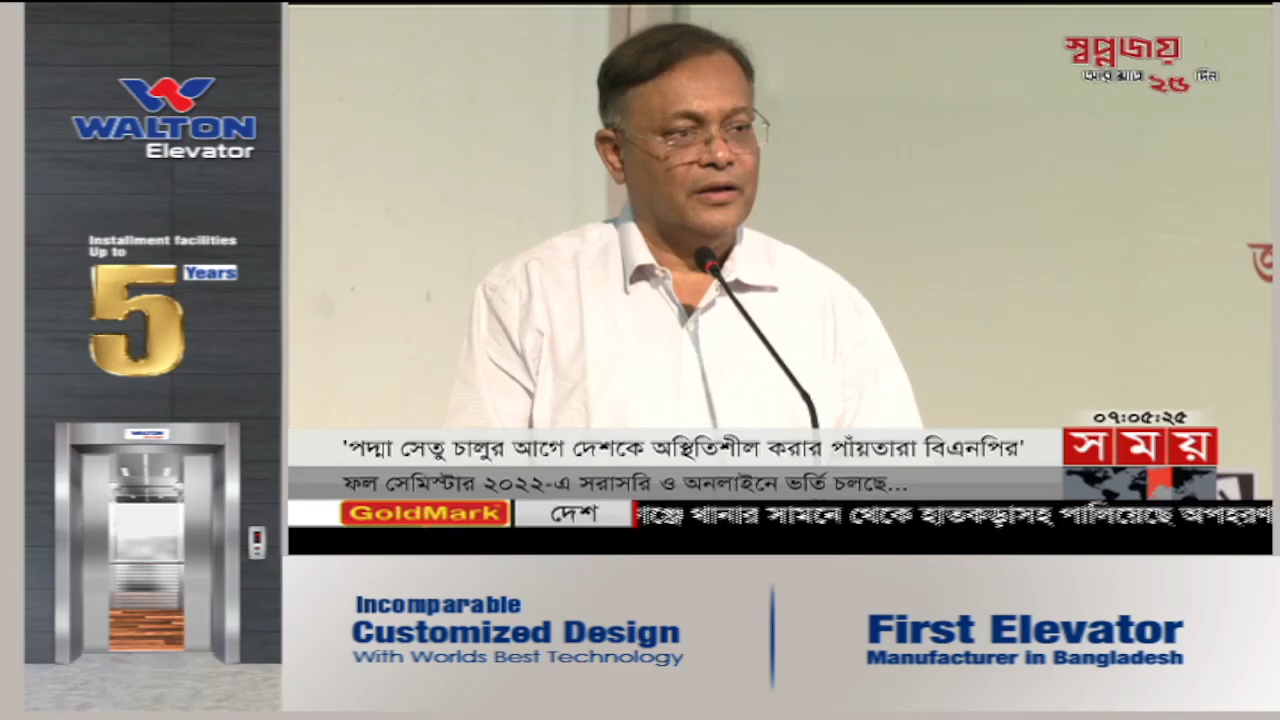 WALTON
Elevator
Installment facilities
Up to
5 Years
WALTON
স্বপ্নজয়
আর মাত্র ২৫ দিন
০৭:০৫:২৫
সময়
'পদ্মা সেতু চালুর আগে দেশকে অস্থিতিশীল করার পাঁয়তারা বিএনপির'
ফল সেমিস্টার ২০২২-এ সরাসরি ও অনলাইনে ভর্তি চলছে...
GoldMark দেশ থানার সামনে থেকে হাতকড়াসহ পালিয়েছে অপহরণ
Incomparable
Customized Design
With Worlds Best Technology
First Elevator
Manufacturer in Bangladesh